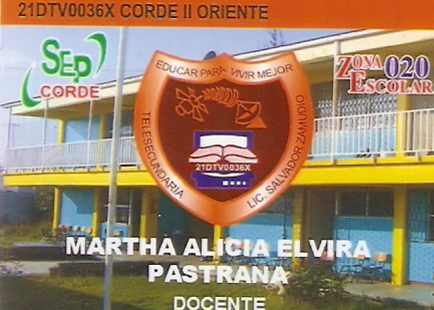 21DTV0036X CORDE II ORIENTE
SEP
CORDE
EDUCAR PARA VIVIR MEJOR
TELESECUNDARIA
LIC. SALVADOR ZAMUDIO
21DTV0036X
ZONA 020
ESCOLAR
MARTHA ALICIA ELVIRA
PASTRANA
DOCENTE